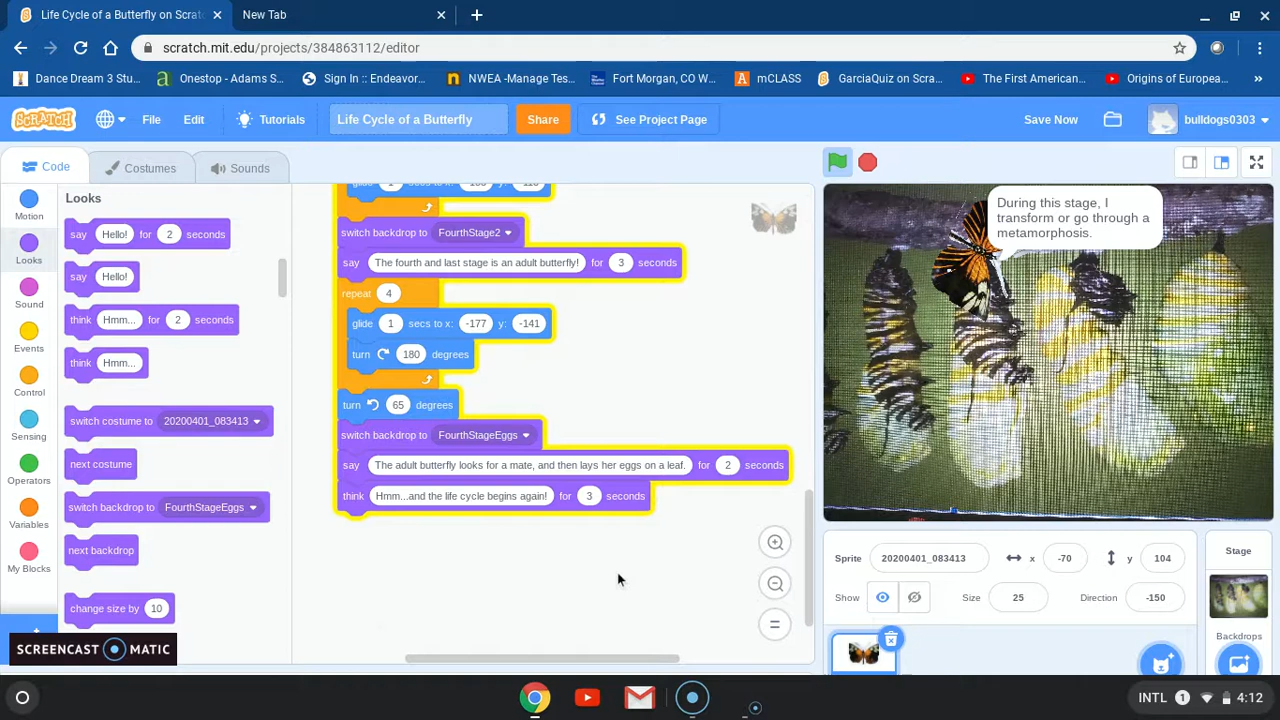 Life Cycle of a Butterfly on Scratc
New Tab
scratch.mit.edu/projects/384863112/editor
Dance Dream 3 Stu... Onestop - Adams S... Sign In :: Endeavor... NWEA -Manage Tes... Fort Morgan, CO W... mCLASS GarciaQuiz on Scra... The First American... Origins of European... »
SCRATCH File Edit Tutorials Life Cycle of a Butterfly Share See Project Page Save Now bulldogs0303
Code Costumes Sounds
Motion
Looks
Sound
Events
Control
Sensing
Operators
Variables
My Blocks
Looks
say Hello! for 2 seconds
say Hello!
think Hmm... for 2 seconds
think Hmm...
switch costume to 20200401_083413
next costume
switch backdrop to FourthStageEggs
next backdrop
change size by 10
switch backdrop to FourthStage2
say The fourth and last stage is an adult butterfly! for 3 seconds
repeat 4
glide 1 secs to x: -177 y: -141
turn 180 degrees
turn 65 degrees
switch backdrop to FourthStageEggs
say The adult butterfly looks for a mate, and then lays her eggs on a leaf. for 2 seconds
think Hmm...and the life cycle begins again! for 3 seconds
During this stage, I
transform or go through a
metamorphosis.
Sprite 20200401_083413 x -70 y 104
Show Size 25 Direction -150
Stage
Backdrops
SCREENCAST MATIC
INTL 1 4:12